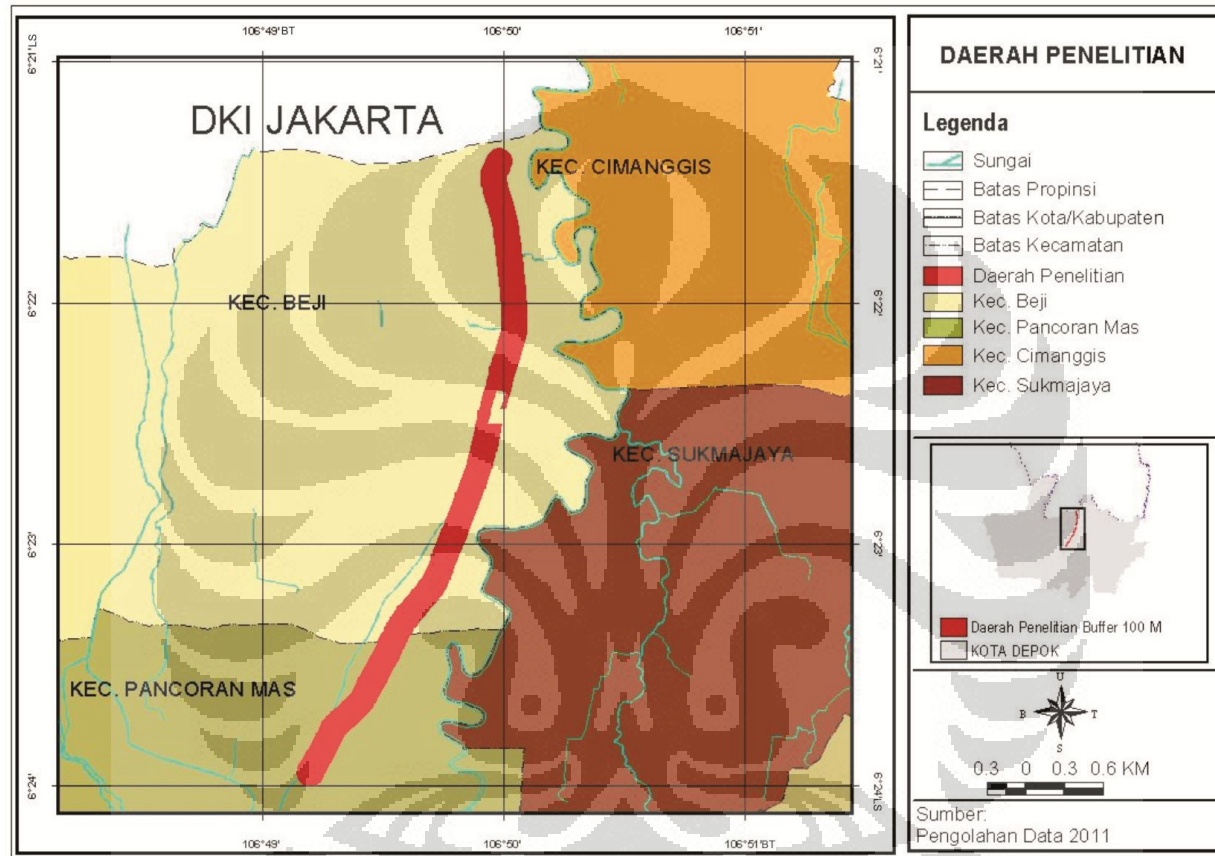 106°49'BT
106°50'
106°51'
6°21'LS
6°21'
DKI JAKARTA
KEC. CIMANGGIS
KEC. BEJI
6°22'
6°22'
KEC. SUKMAJAYA
6°23'
6°23'
KEC. PANCORAN MAS
6°24'
6°24'LS
106°49'
106°50'
106°51'BT
DAERAH PENELITIAN
Legenda
Sungai
Batas Propinsi
Batas Kota/Kabupaten
Batas Kecamatan
Daerah Penelitian
Kec. Beji
Kec. Pancoran Mas
Kec. Cimanggis
Kec. Sukmajaya
Daerah Penelitian Buffer 100 M
KOTA DEPOK
U
B T
S
0.3 0 0.3 0.6 KM
Sumber:
Pengolahan Data 2011